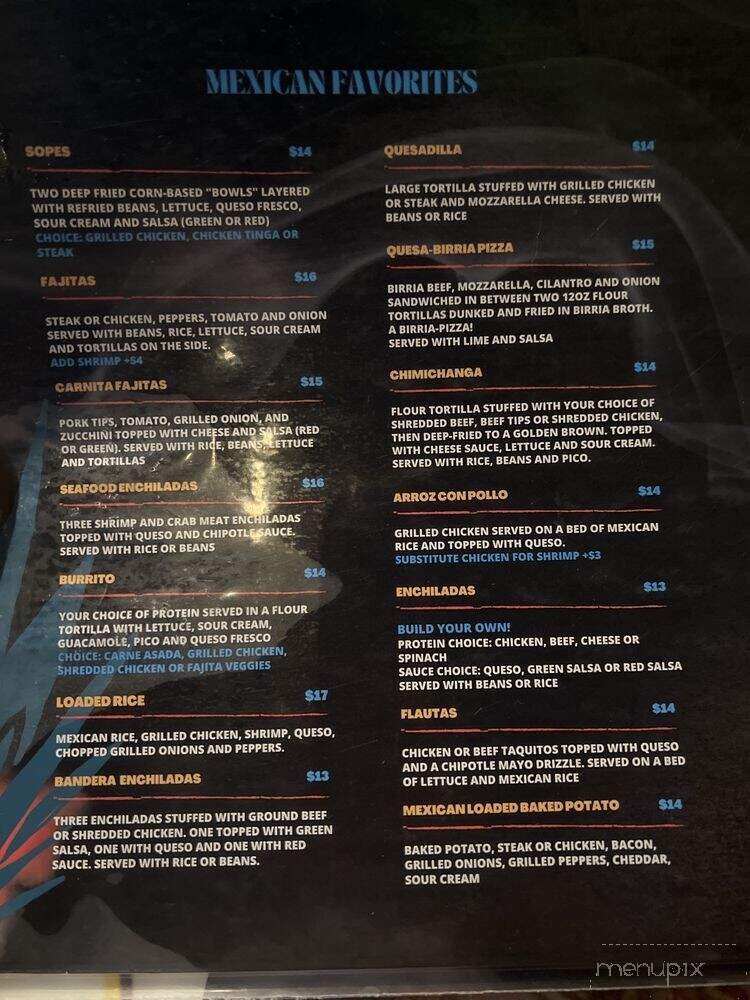 MEXICAN FAVORITES
SOPES $14
TWO DEEP FRIED CORN-BASED "BOWLS" LAYERED
WITH REFRIED BEANS, LETTUCE, QUESO FRESCO,
SOUR CREAM AND SALSA (GREEN OR RED)
CHOICE: GRILLED CHICKEN, CHICKEN TINGA OR
STEAK
FAJITAS $16
STEAK OR CHICKEN, PEPPERS, TOMATO AND ONION
SERVED WITH BEANS, RICE, LETTUCE, SOUR CREAM
AND TORTILLAS ON THE SIDE.
ADD SHRIMP +$4
CARNITA FAJITAS $15
PORK TIPS, TOMATO, GRILLED ONION, AND
ZUCCHINI TOPPED WITH CHEESE AND SALSA (RED
OR GREEN). SERVED WITH RICE, BEANS, LETTUCE
AND TORTILLAS
SEAFOOD ENCHILADAS $16
THREE SHRIMP AND CRAB MEAT ENCHILADAS
TOPPED WITH QUESO AND CHIPOTLE SAUCE.
SERVED WITH RICE OR BEANS
BURRITO $14
YOUR CHOICE OF PROTEIN SERVED IN A FLOUR
TORTILLA WITH LETTUCE, SOUR CREAM,
GUACAMOLE, PICO AND QUESO FRESCO
CHOICE: CARNE ASADA, GRILLED CHICKEN,
SHREDDED CHICKEN OR FAJITA VEGGIES
LOADED RICE $17
MEXICAN RICE, GRILLED CHICKEN, SHRIMP, QUESO,
CHOPPED GRILLED ONIONS AND PEPPERS.
BANDERA ENCHILADAS $13
THREE ENCHILADAS STUFFED WITH GROUND BEEF
OR SHREDDED CHICKEN. ONE TOPPED WITH GREEN
SALSA, ONE WITH QUESO AND ONE WITH RED
SAUCE. SERVED WITH RICE OR BEANS.
QUESADILLA $14
LARGE TORTILLA STUFFED WITH GRILLED CHICKEN
OR STEAK AND MOZZARELLA CHEESE. SERVED WITH
BEANS OR RICE
QUESA-BIRRIA PIZZA $15
BIRRIA BEEF, MOZZARELLA, CILANTRO AND ONION
SANDWICHED IN BETWEEN TWO 12OZ FLOUR
TORTILLAS DUNKED AND FRIED IN BIRRIA BROTH.
A BIRRIA-PIZZA!
SERVED WITH LIME AND SALSA
CHIMICHANGA $14
FLOUR TORTILLA STUFFED WITH YOUR CHOICE OF
SHREDDED BEEF, BEEF TIPS OR SHREDDED CHICKEN,
THEN DEEP-FRIED TO A GOLDEN BROWN. TOPPED
WITH CHEESE SAUCE, LETTUCE AND SOUR CREAM.
SERVED WITH RICE, BEANS AND PICO.
ARROZ CON POLLO $14
GRILLED CHICKEN SERVED ON A BED OF MEXICAN
RICE AND TOPPED WITH QUESO.
SUBSTITUTE CHICKEN FOR SHRIMP +$3
ENCHILADAS $13
BUILD YOUR OWN!
PROTEIN CHOICE: CHICKEN, BEEF, CHEESE OR
SPINACH
SAUCE CHOICE: QUESO, GREEN SALSA OR RED SALSA
SERVED WITH BEANS OR RICE
FLAUTAS $14
CHICKEN OR BEEF TAQUITOS TOPPED WITH QUESO
AND A CHIPOTLE MAYO DRIZZLE. SERVED ON A BED
OF LETTUCE AND MEXICAN RICE
MEXICAN LOADED BAKED POTATO $14
BAKED POTATO, STEAK OR CHICKEN, BACON,
GRILLED ONIONS, GRILLED PEPPERS, CHEDDAR,
SOUR CREAM
menupix